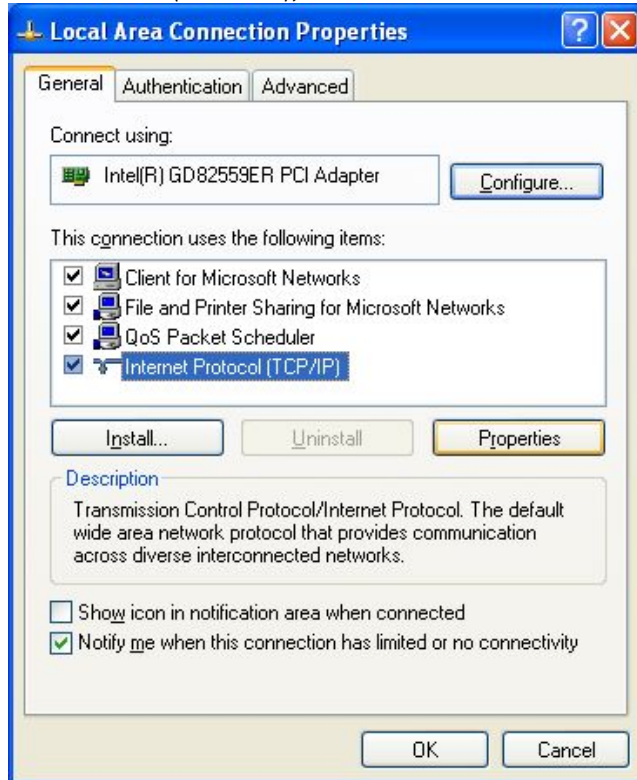 Local Area Connection Properties
General Authentication Advanced
Connect using:
Intel(R) GD82559ER PCI Adapter
Configure...
This connection uses the following items:
Client for Microsoft Networks
File and Printer Sharing for Microsoft Networks
QoS Packet Scheduler
Internet Protocol (TCP/IP)
Install... Uninstall Properties
Description
Transmission Control Protocol/Internet Protocol. The default
wide area network protocol that provides communication
across diverse interconnected networks.
Show icon in notification area when connected
Notify me when this connection has limited or no connectivity
OK Cancel